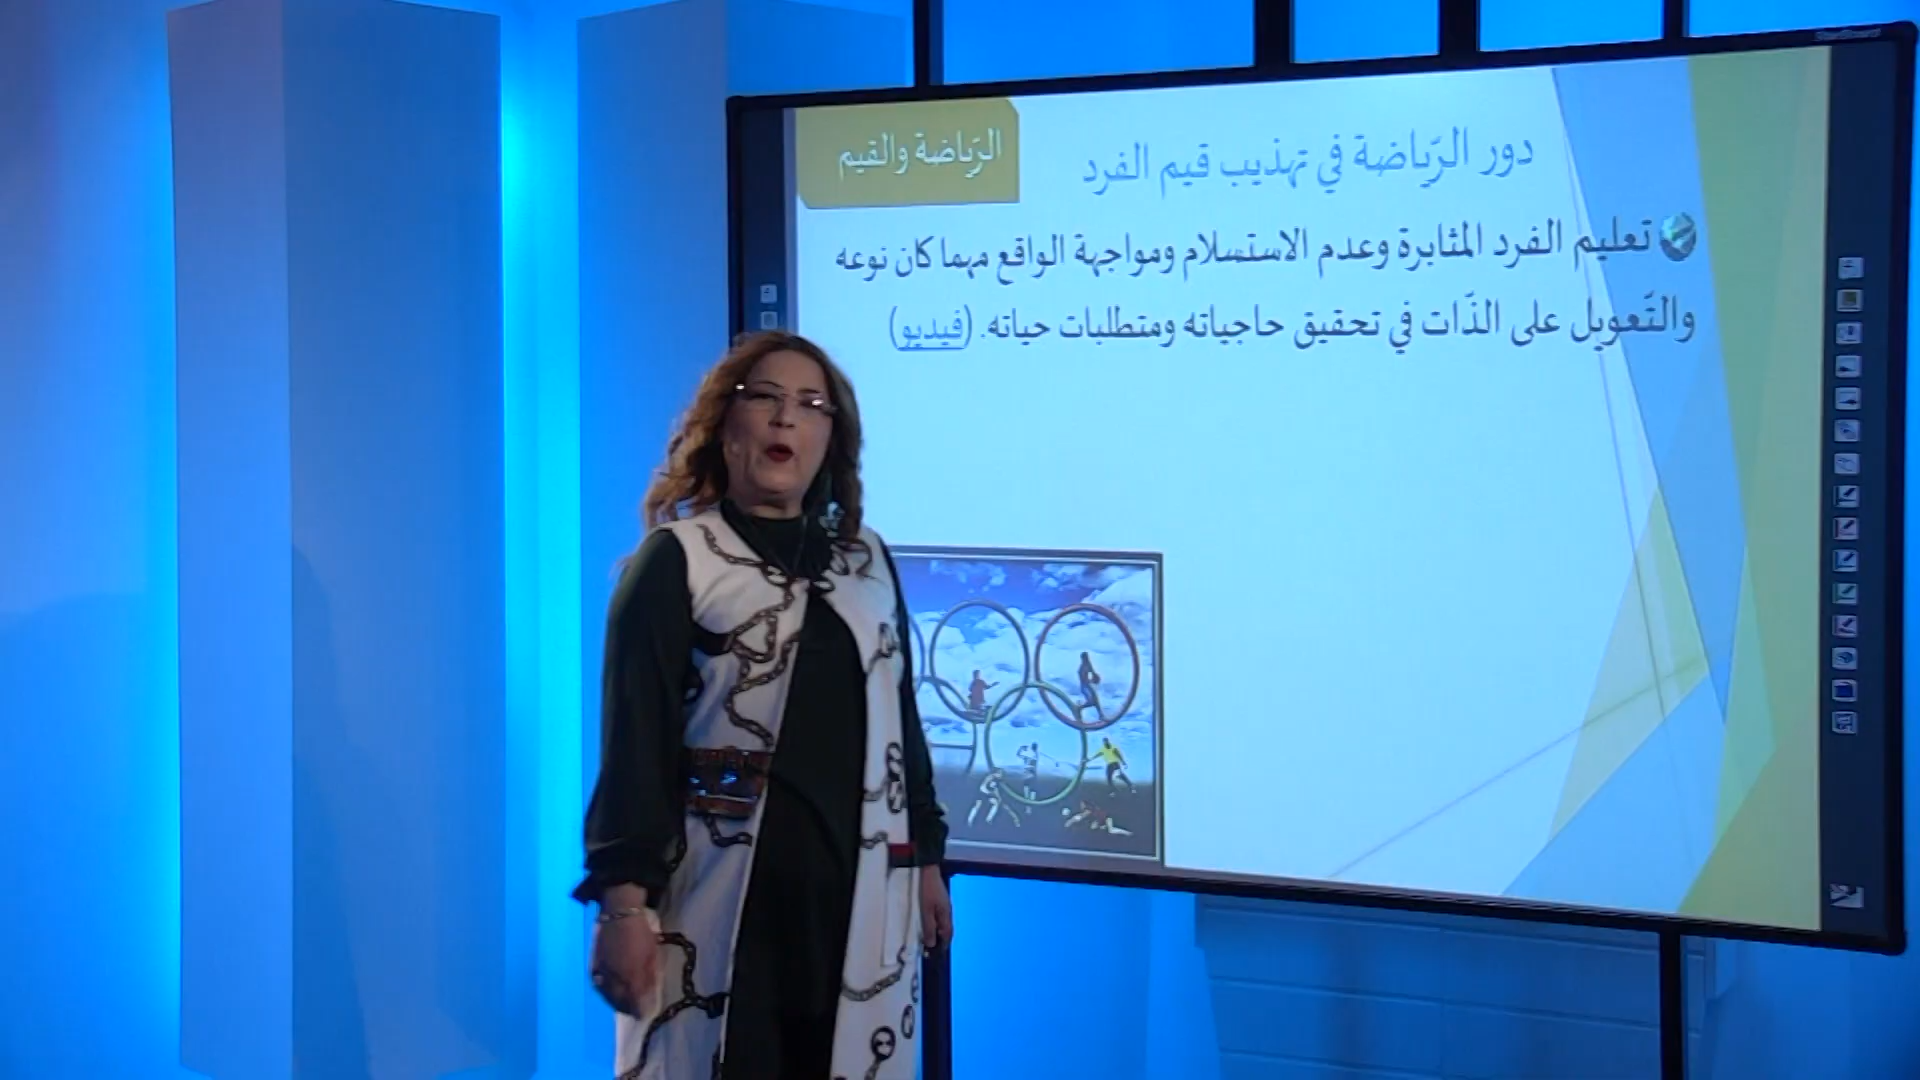 دور الرّياضة في تهذيب قيم الفرد
الرّياضة والقيم
تعليم الفرد المثابرة وعدم الاستسلام ومواجهة الواقع مهما كان نوعه
والتّعويل على الذّات في تحقيق حاجياته ومتطلبات حياته. (فيديو)